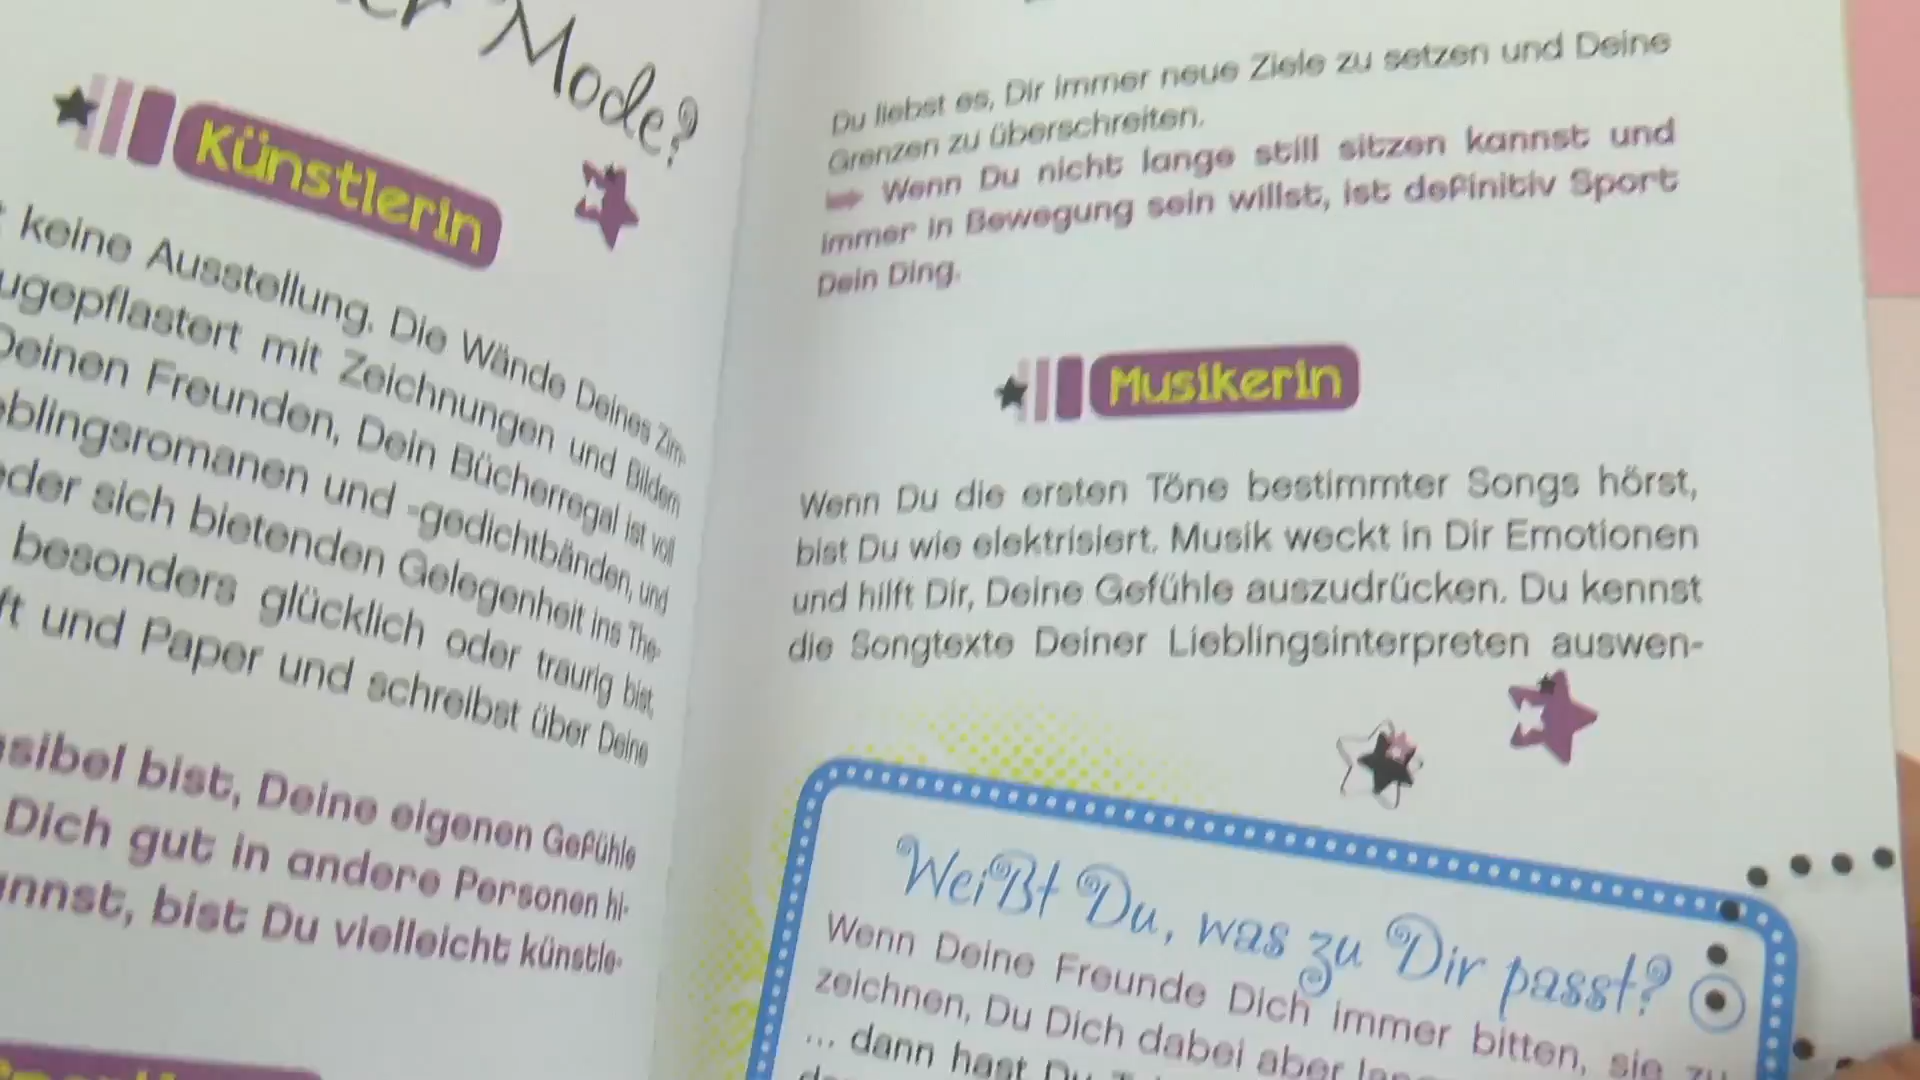 Mode?
Künstlerin
keine Ausstellung. Die Wände Deines Zim-
ugepflastert mit Zeichnungen und Bildern
Deinen Freunden, Dein Bücherregal ist voll
eblingsromanen und -gedichtbänden, und
eder sich bietenden Gelegenheit ins The-
besonders glücklich oder traurig bist,
ft und Paper und schreibst über Deine
sibel bist, Deine eigenen Gefühle
Dich gut in andere Personen hi-
annst, bist Du vielleicht künstle-
Du liebst es, Dir immer neue Ziele zu setzen und Deine
Grenzen zu überschreiten.
Wenn Du nicht lange still sitzen kannst und
immer in Bewegung sein willst, ist definitiv Sport
Dein Ding.
Musikerin
Wenn Du die ersten Töne bestimmter Songs hörst,
bist Du wie elektrisiert. Musik weckt in Dir Emotionen
und hilft Dir, Deine Gefühle auszudrücken. Du kennst
die Songtexte Deiner Lieblingsinterpreten auswen-
Weißt Du, was zu Dir passt?
Wenn Deine Freunde Dich immer bitten, sie zu
zeichnen, Du Dich dabei aber
... dann hast Du